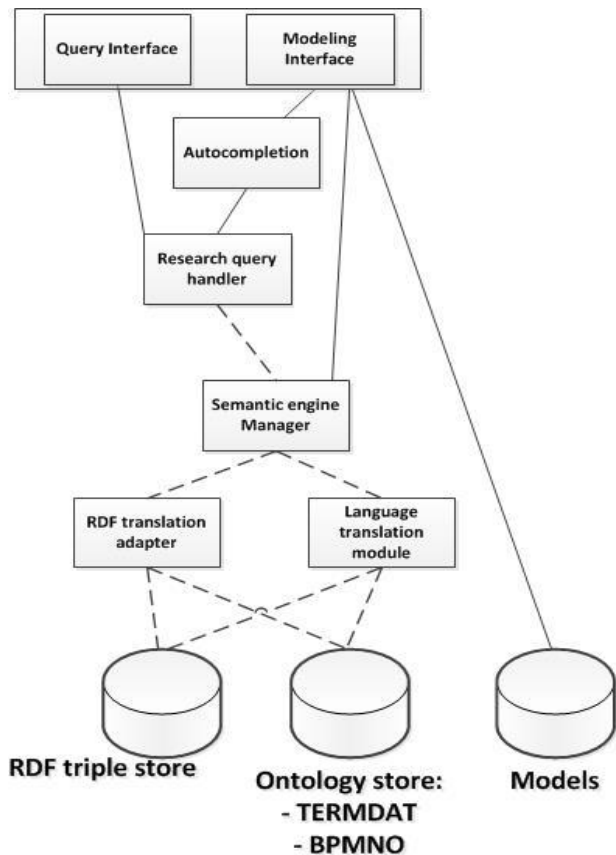 Query Interface
Modeling
Interface
Autocompletion
Research query
handler
Semantic engine
Manager
RDF translation
adapter
Language
translation
module
RDF triple store
Ontology store:
- TERMDAT
- BPMNO
Models